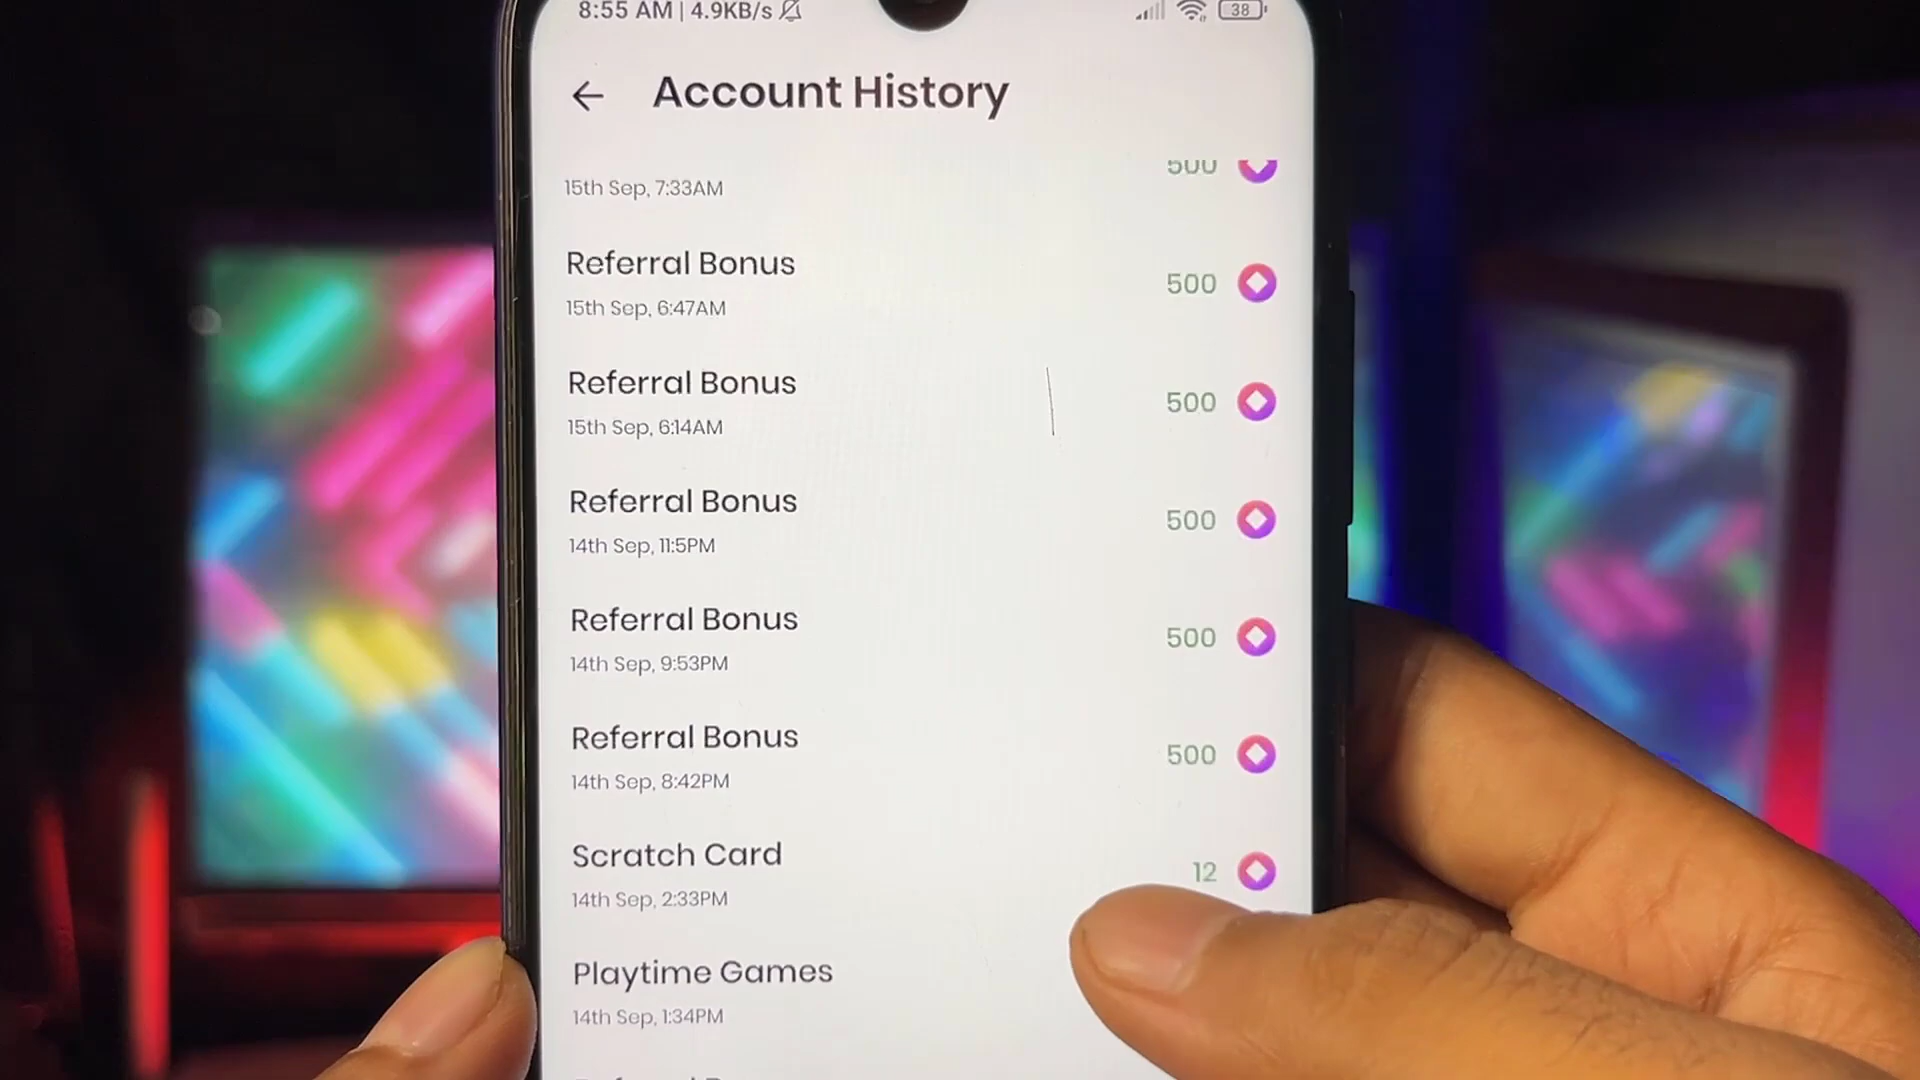 8:55 AM | 4.9KB/s
38
Account History
500
15th Sep, 7:33AM
Referral Bonus
500
15th Sep, 6:47AM
Referral Bonus
500
15th Sep, 6:14AM
Referral Bonus
500
14th Sep, 11:5PM
Referral Bonus
500
14th Sep, 9:53PM
Referral Bonus
500
14th Sep, 8:42PM
Scratch Card
12
14th Sep, 2:33PM
Playtime Games
14th Sep, 1:34PM